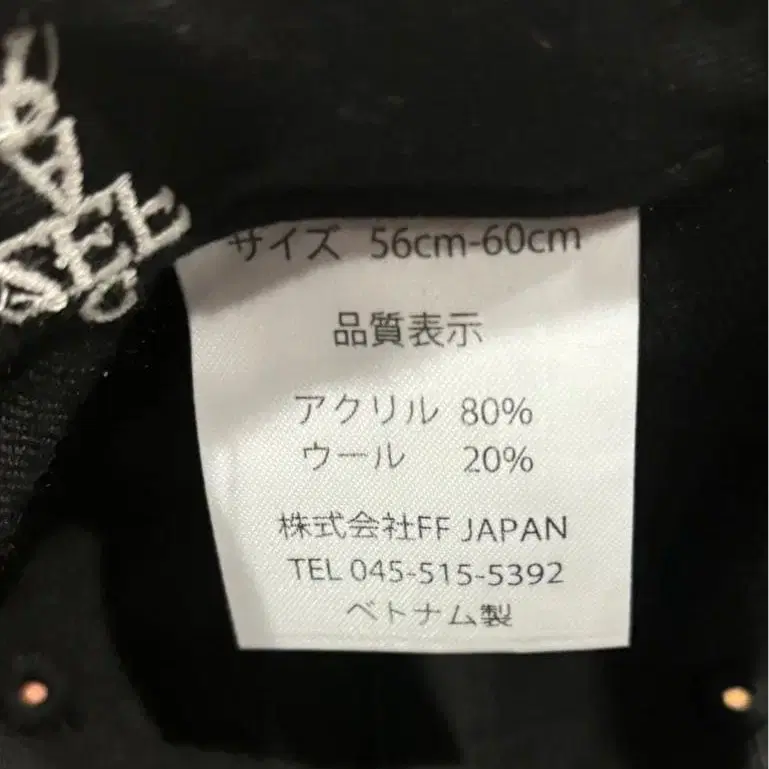 サイズ 56cm-60cm
品質表示
アクリル 80%
ウール 20%
株式会社FF JAPAN
TEL 045-515-5392
ベトナム製